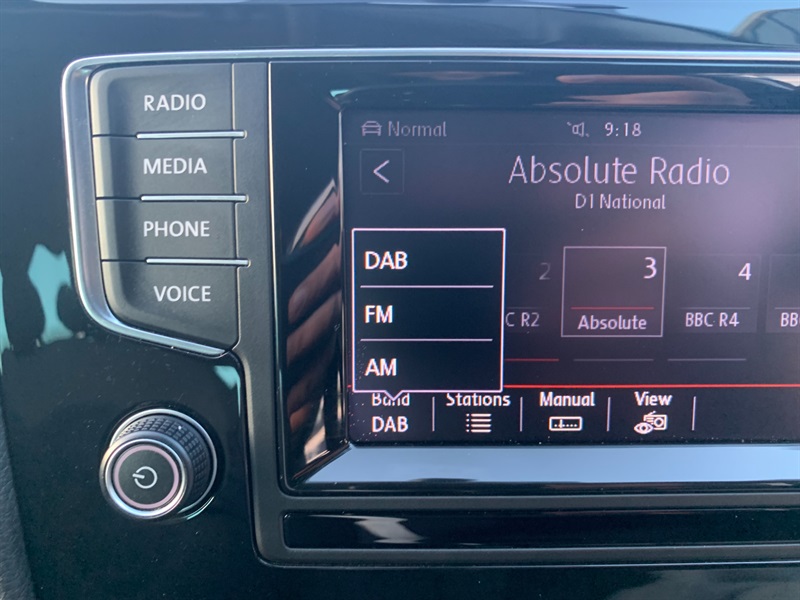 RADIO
MEDIA
PHONE
VOICE
Normal
9:18
<
Absolute Radio
D1 National
DAB
FM
AM
2
C R2
3
Absolute
4
BBC R4
BB
Band
DAB
Stations
Manual
View